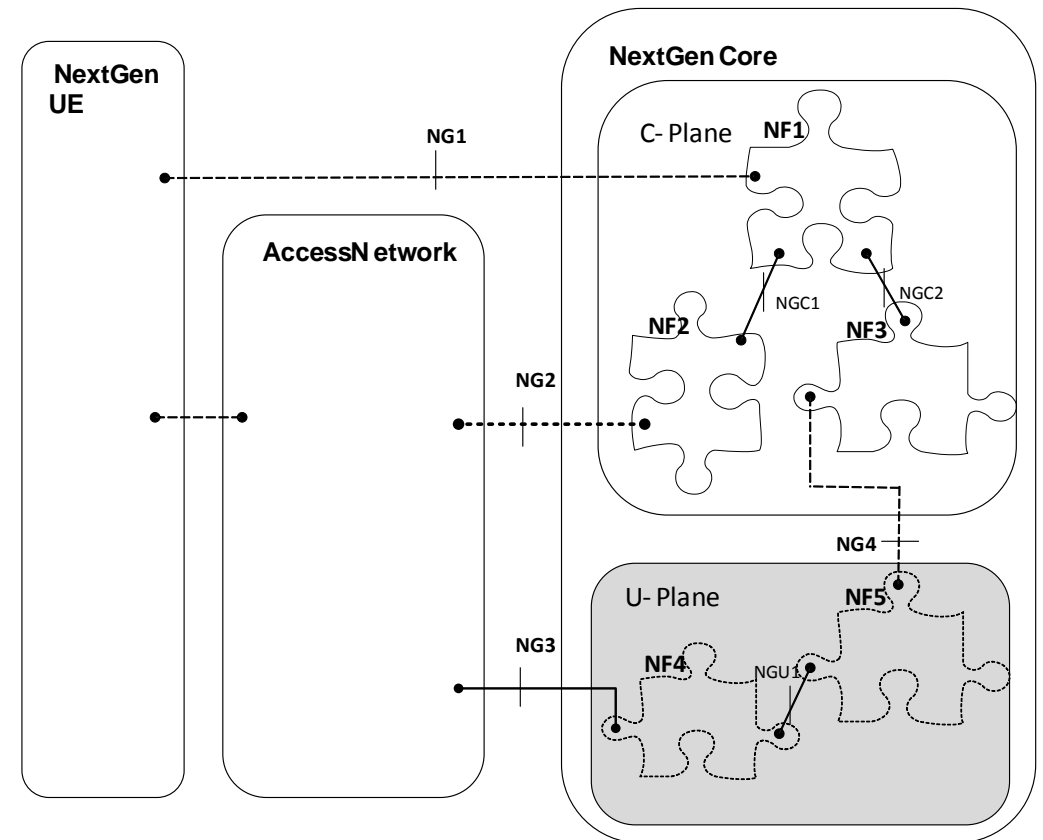 NextGen
UE
NextGen Core
C- Plane
NF1
NG1
AccessN etwork
NGC1
NGC2
NF2
NF3
NG2
NG4
U- Plane
NF5
NG3
NF4
NGU1